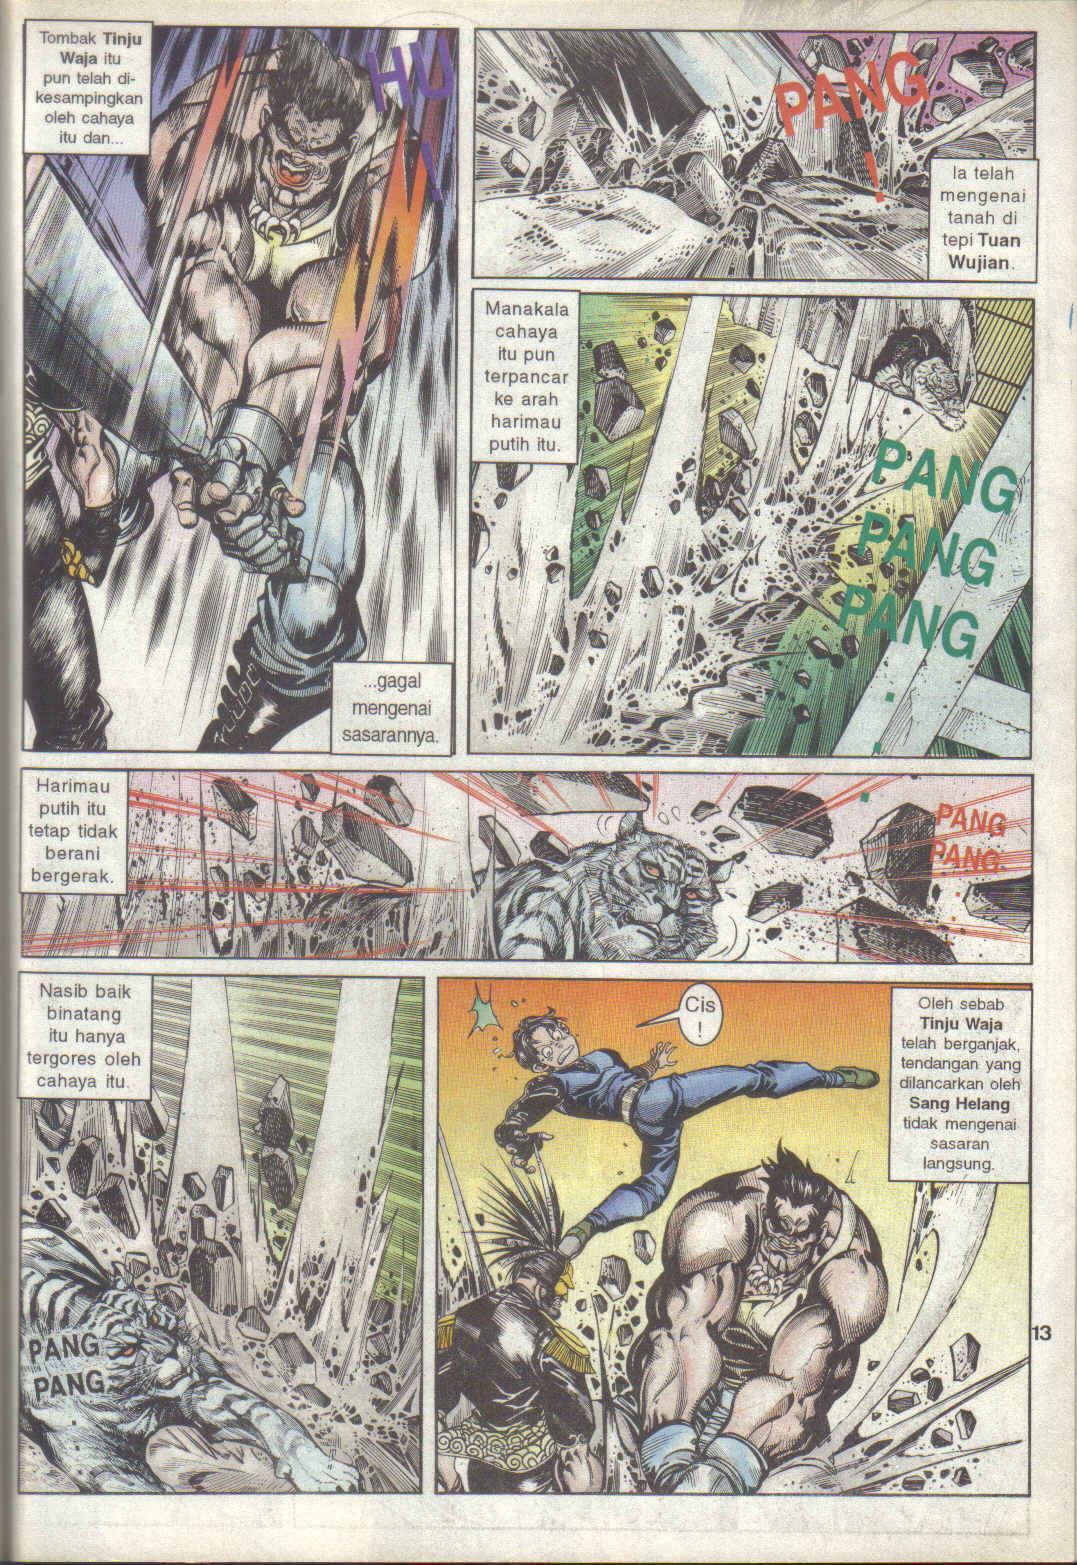 Tombak Tinju
Waja itu
pun telah di-
kesampingkan
oleh cahaya
itu dan...
HU
!
...gagal
mengenai
sasarannya.
PANG
!
Ia telah
mengenai
tanah di
tepi Tuan
Wujian.
Manakala
cahaya
itu pun
terpancar
ke arah
harimau
putih itu.
PANG
PANG
PANG
Harimau
putih itu
tetap tidak
berani
bergerak.
PANG
PANG
Nasib baik
binatang
itu hanya
tergores oleh
cahaya itu.
PANG
PANG
Cis
!
Oleh sebab
Tinju Waja
telah berganjak,
tendangan yang
dilancarkan oleh
Sang Helang
tidak mengenai
sasaran
langsung.
13